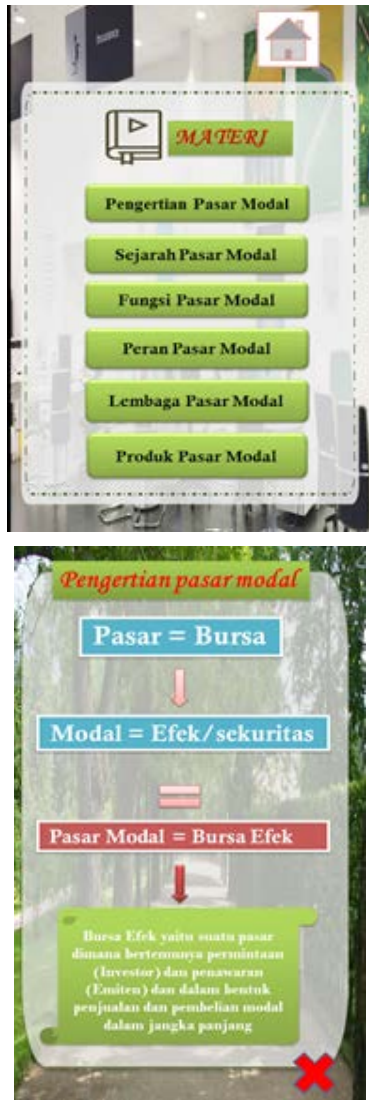 MATERI
Pengertian Pasar Modal
Sejarah Pasar Modal
Fungsi Pasar Modal
Peran Pasar Modal
Lembaga Pasar Modal
Produk Pasar Modal
Pengertian pasar modal
Pasar = Bursa
Modal = Efek/sekuritas
Pasar Modal = Bursa Efek
Bursa Efek yaitu suatu pasar
dimana bertemunya permintaan
(Investor) dan penawaran
(Emiten) dan dalam bentuk
penjualan dan pembelian modal
dalam jangka panjang